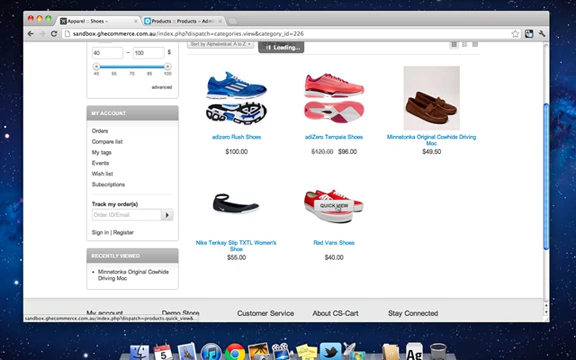 Apparel :: Shoes -
Products :: Products - Admi
sandbox.ghecommerce.com.au/index.php?dispatch=categories.view&category_id=226
40 – 100 $
40 55 70 85 100
advanced
Sort by Alphabetical: A to Z
Loading...
MY ACCOUNT
Orders
Compare list
My tags
Events
Wish list
Subscriptions
Track my order(s)
Order ID/Email
Sign in | Register
RECENTLY VIEWED
Minnetonka Original Cowhide
Driving Moc
adizero Rush Shoes
$100.00
adiZero Tempaia Shoes
$120.00 $96.00
Minnetonka Original Cowhide Driving
Moc
$49.50
QUICK VIEW
Nike Tenkay Slip TXTL Women's
Shoe
$55.00
Red Vans Shoes
$40.00
My account
Demo Store
Customer Service
About CS-Cart
Stay Connected
sandbox.ghecommerce.com.au/index.php?dispatch=products.quick_view&...
5
Ag